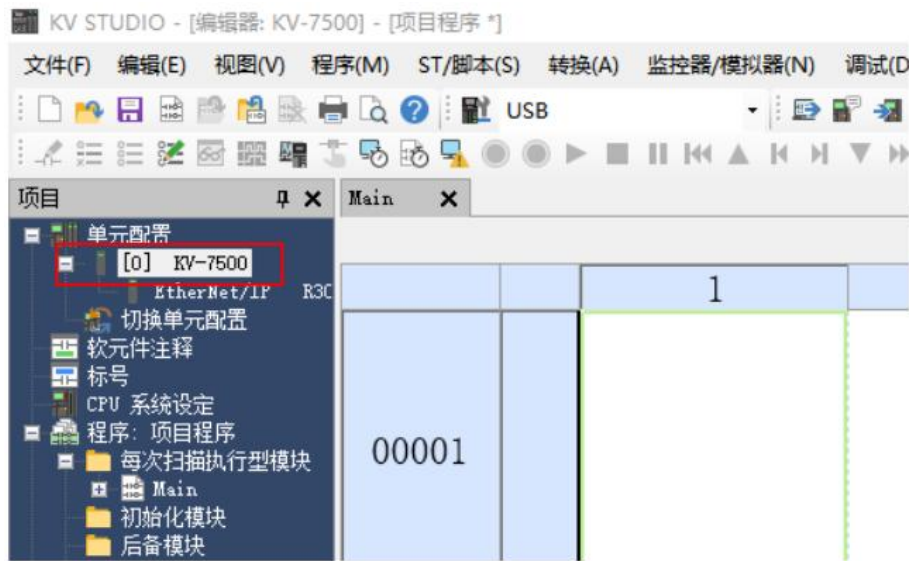 KV STUDIO - [编辑器: KV-7500] - [项目程序 *]
文件(F) 编辑(E) 视图(V) 程序(M) ST/脚本(S) 转换(A) 监控器/模拟器(N) 调试(D
USB
项目
Main
单元配置
[0] KV-7500
EtherNet/IP R30
切换单元配置
软元件注释
标号
CPU 系统设定
程序: 项目程序
每次扫描执行型模块
Main
初始化模块
后备模块
1
00001